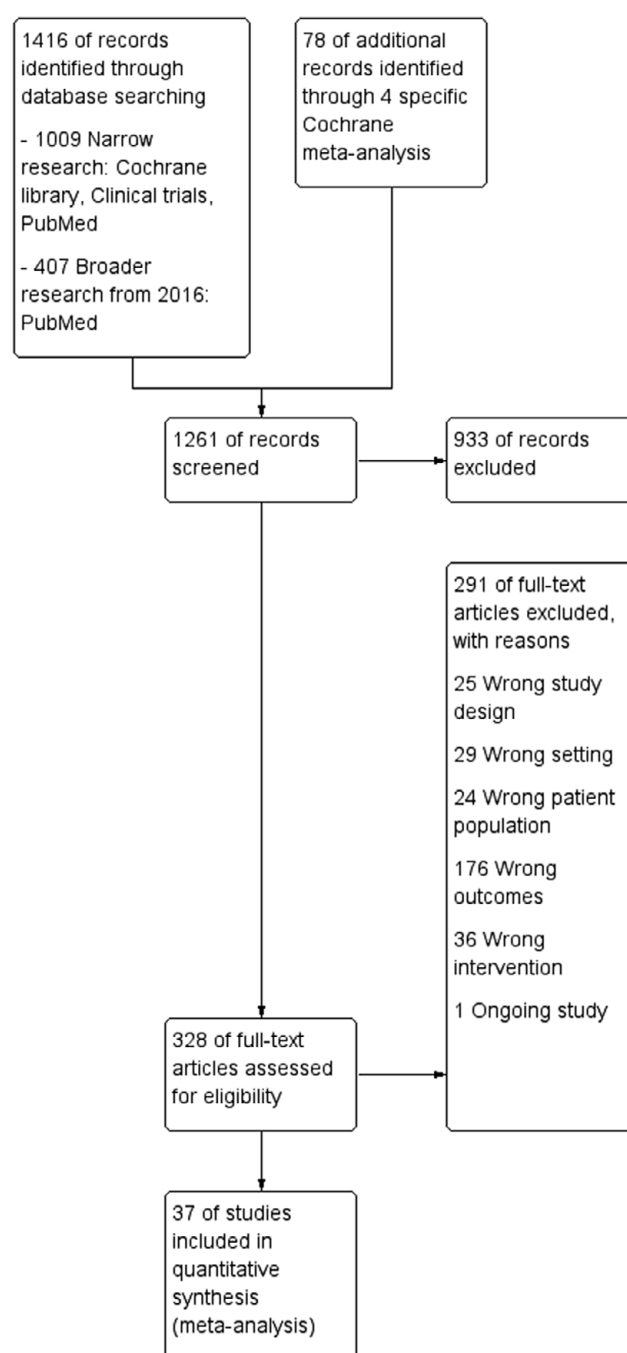 1416 of records
identified through
database searching
- 1009 Narrow
research: Cochrane
library, Clinical trials,
PubMed
- 407 Broader
research from 2016:
PubMed
78 of additional
records identified
through 4 specific
Cochrane
meta-analysis
1261 of records
screened
933 of records
excluded
291 of full-text
articles excluded,
with reasons
25 Wrong study
design
29 Wrong setting
24 Wrong patient
population
176 Wrong
outcomes
36 Wrong
intervention
1 Ongoing study
328 of full-text
articles assessed
for eligibility
37 of studies
included in
quantitative
synthesis
(meta-analysis)